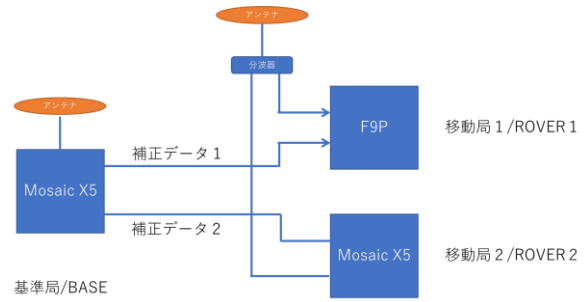 アンテナ
分波器
アンテナ
F9P
移動局1/ROVER1
補正データ1
Mosaic X5
補正データ2
Mosaic X5
移動局2/ROVER2
基準局/BASE